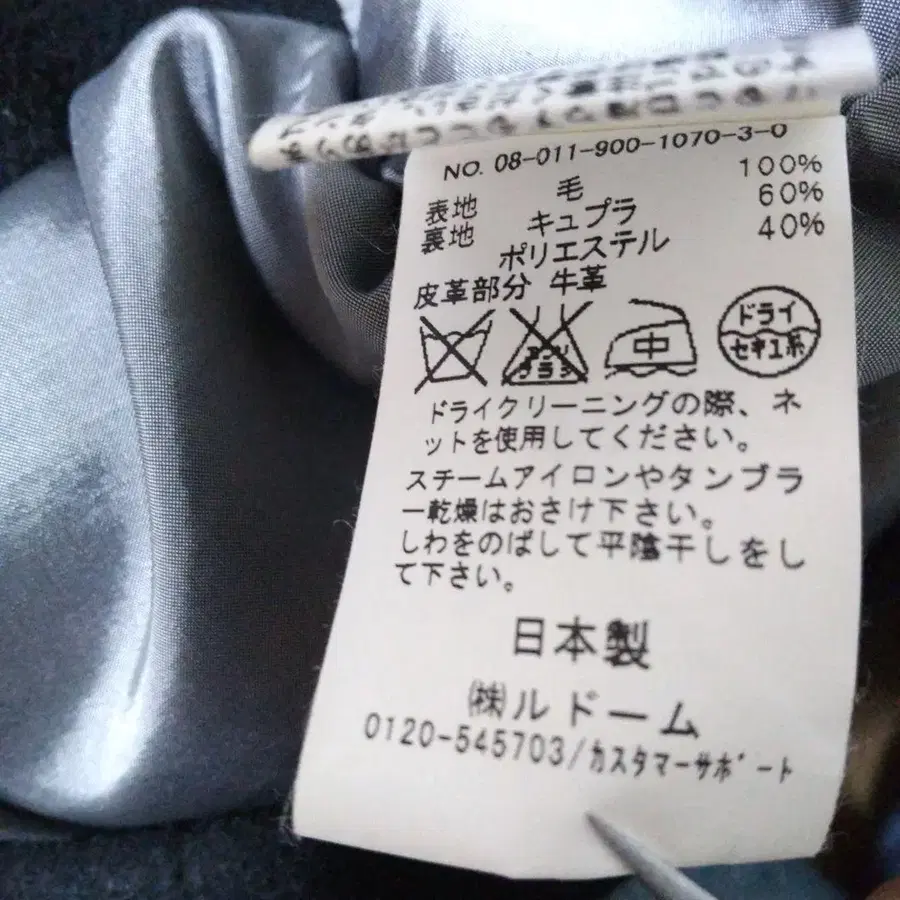 NO. 08-011-900-1070-3-0
表地 毛 100%
裏地 キュプラ 60%
ポリエステル 40%
皮革部分 牛革
エンソ
ブラシ
中
ドライ
セキユ系
ドライクリーニングの際、ネ
ットを使用してください。
スチームアイロンやタンブラ
ー乾燥はおさけ下さい。
しわをのばして平陰干しをし
て下さい。
日本製
㈱ルドーム
0120-545703/カスタマーサポート